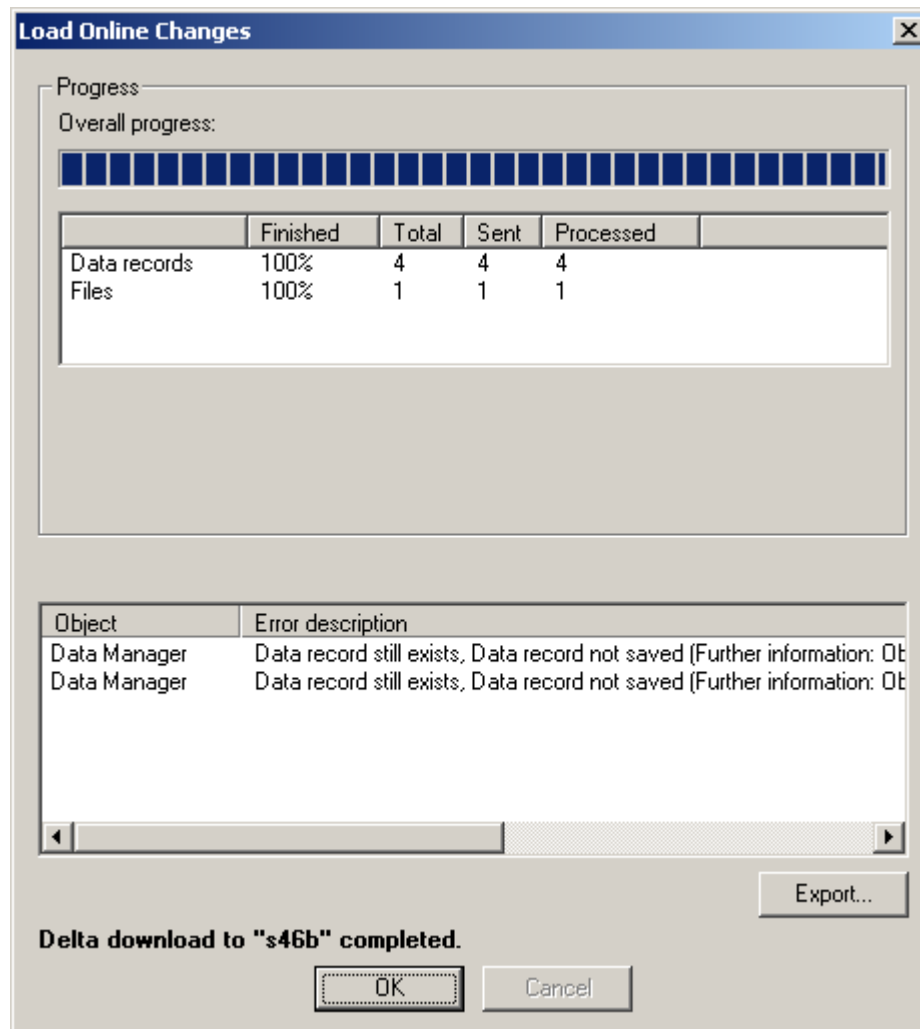 Load Online Changes
Progress
Overall progress:
Finished Total Sent Processed
Data records 100% 4 4 4
Files 100% 1 1 1
Object Error description
Data Manager Data record still exists, Data record not saved (Further information: Ob
Data Manager Data record still exists, Data record not saved (Further information: Ob
Export...
Delta download to "s46b" completed.
OK Cancel